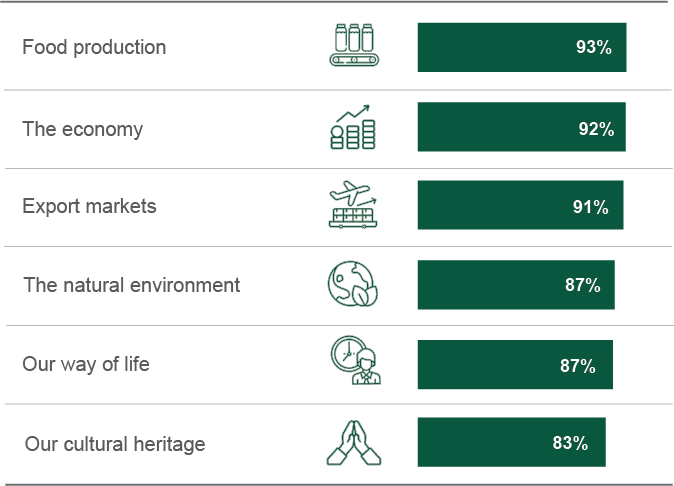 Food production 93%
The economy 92%
Export markets 91%
The natural environment 87%
Our way of life 87%
Our cultural heritage 83%